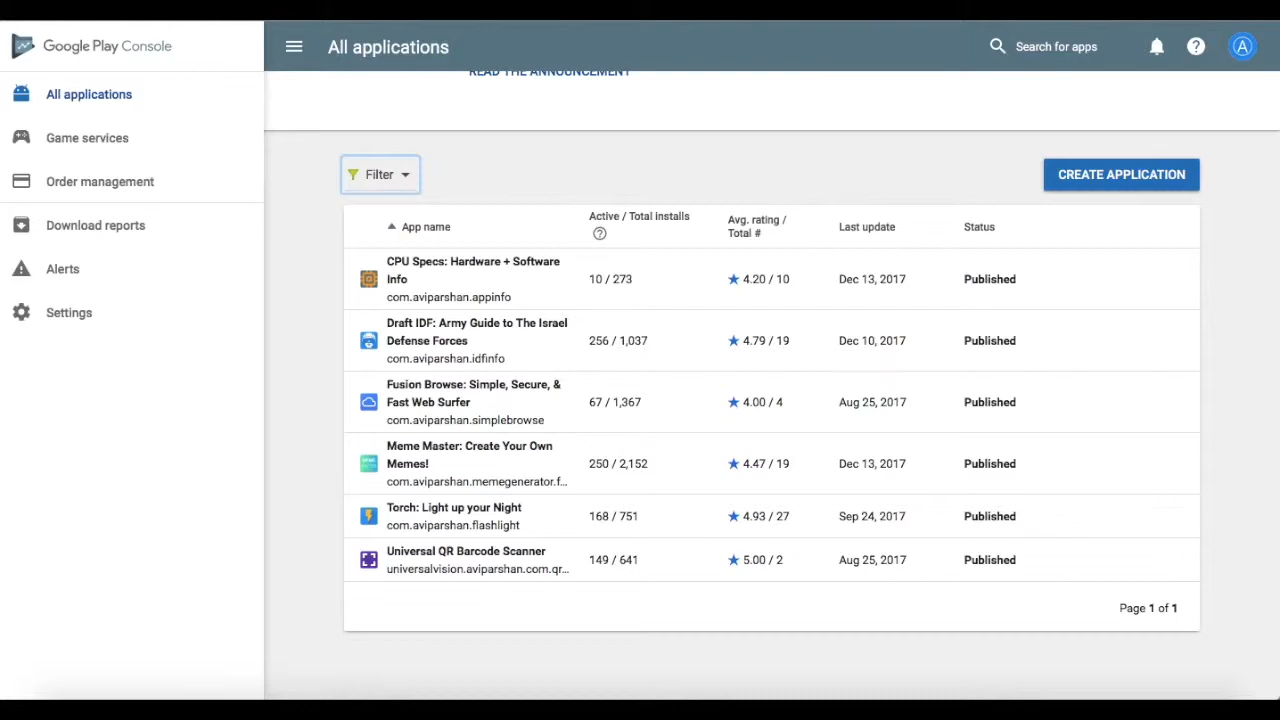 Google Play Console
All applications
Search for apps
A
READ THE ANNOUNCEMENT
All applications
Game services
Order management
Download reports
Alerts
Settings
Filter
CREATE APPLICATION
App name
Active / Total installs
Avg. rating /
Total #
Last update
Status
CPU Specs: Hardware + Software
Info
com.aviparshan.appinfo
10 / 273
4.20 / 10
Dec 13, 2017
Published
Draft IDF: Army Guide to The Israel
Defense Forces
com.aviparshan.idfinfo
256 / 1,037
4.79 / 19
Dec 10, 2017
Published
Fusion Browse: Simple, Secure, &
Fast Web Surfer
com.aviparshan.simplebrowse
67 / 1,367
4.00 / 4
Aug 25, 2017
Published
Meme Master: Create Your Own
Memes!
com.aviparshan.memegenerator.f...
250 / 2,152
4.47 / 19
Dec 13, 2017
Published
Torch: Light up your Night
com.aviparshan.flashlight
168 / 751
4.93 / 27
Sep 24, 2017
Published
Universal QR Barcode Scanner
universalvision.aviparshan.com.qr...
149 / 641
5.00 / 2
Aug 25, 2017
Published
Page 1 of 1